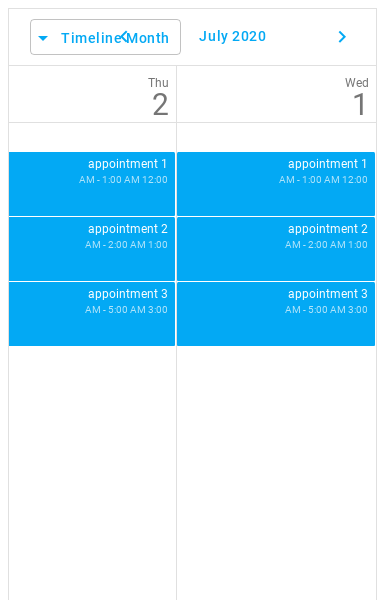 Timeline Month
July 2020
Wed
1
Thu
2
appointment 1
AM - 1:00 AM 12:00
appointment 2
AM - 2:00 AM 1:00
appointment 3
AM - 5:00 AM 3:00
appointment 1
AM - 1:00 AM 12:00
appointment 2
AM - 2:00 AM 1:00
appointment 3
AM - 5:00 AM 3:00